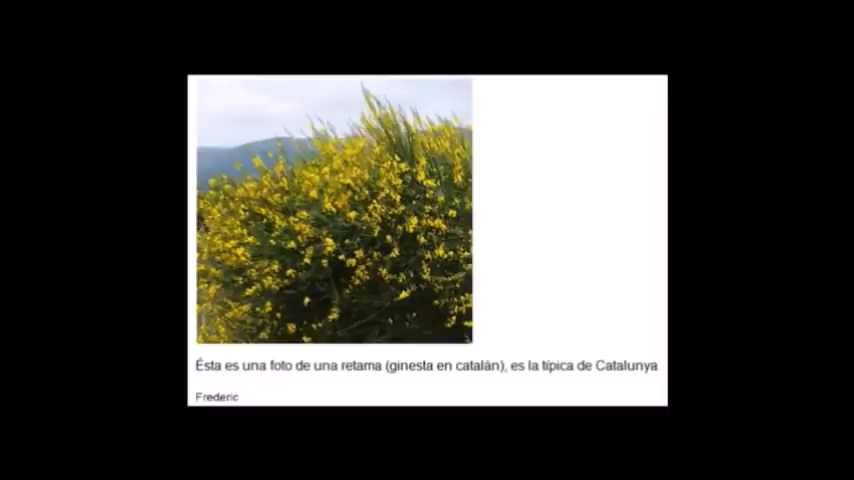 Ésta es una foto de una retama (ginesta en catalán), es la típica de Catalunya
Frederic